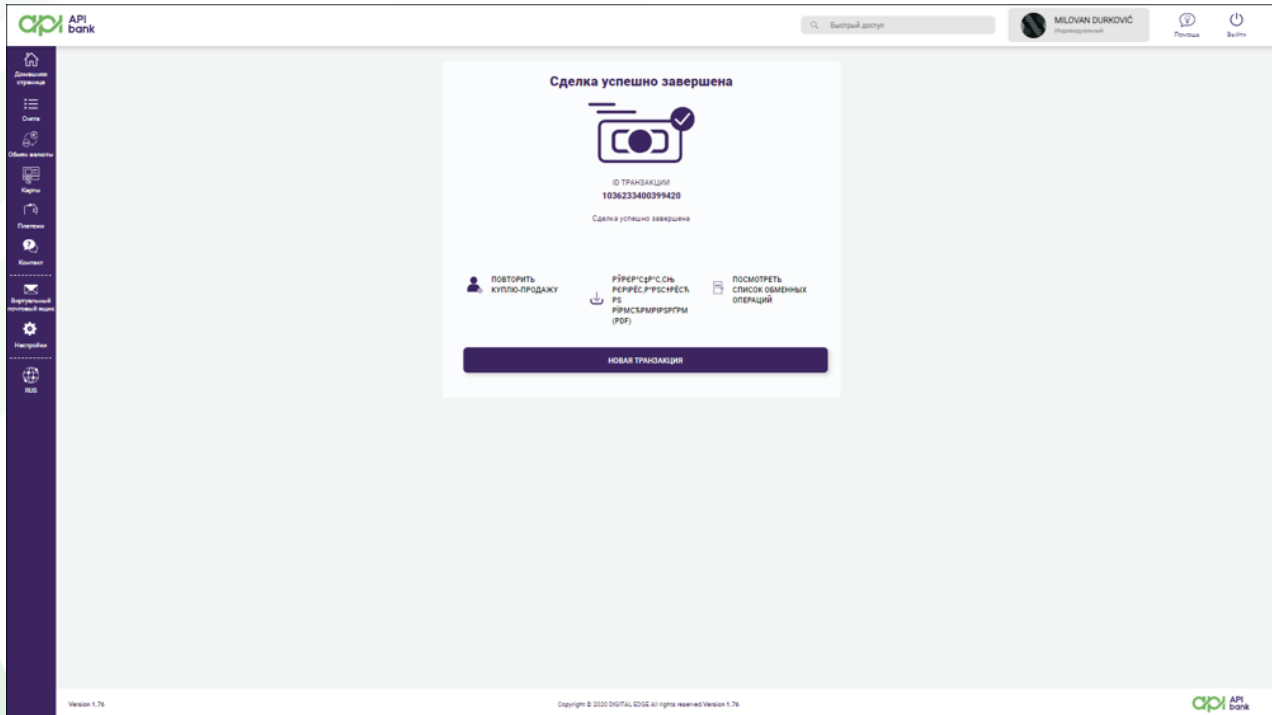 API
bank
Быстрый доступ
MILOVAN DURKOVIĆ
Индивидуальный
Помощь
Выйти
Домашняя
страница
Счета
Обмен валюты
Карты
Платежи
Контакт
Виртуальный
почтовый ящик
Настройки
RUS
Сделка успешно завершена
ID ТРАНЗАКЦИИ
1036233400399420
Сделка успешно завершена
ПОВТОРИТЬ
КУПЛЮ-ПРОДАЖУ
(PDF)
ПОСМОТРЕТЬ
СПИСОК ОБМЕННЫХ
ОПЕРАЦИЙ
НОВАЯ ТРАНЗАКЦИЯ
Version 1.76
Copyright © 2020 DIGITAL EDGE All rights reserved.Version 1.76
API
bank